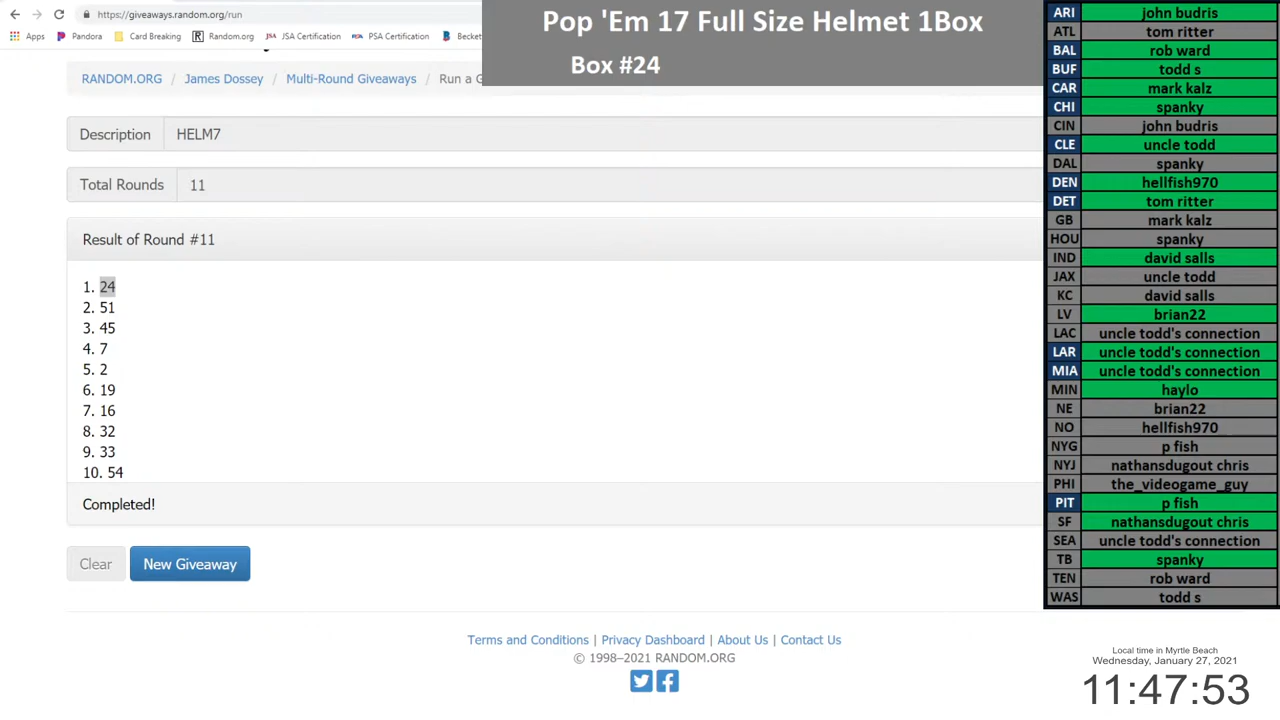 https://giveaways.random.org/run
Apps Pandora Card Breaking Random.org JSA Certification PSA Certification Becket
Pop 'Em 17 Full Size Helmet 1Box
Box #24
RANDOM.ORG / James Dossey / Multi-Round Giveaways / Run a G
Description HELM7
Total Rounds 11
Result of Round #11
1. 24
2. 51
3. 45
4. 7
5. 2
6. 19
7. 16
8. 32
9. 33
10. 54
Completed!
Clear New Giveaway
Terms and Conditions | Privacy Dashboard | About Us | Contact Us
© 1998–2021 RANDOM.ORG
ARI john budris
ATL tom ritter
BAL rob ward
BUF todd s
CAR mark kalz
CHI spanky
CIN john budris
CLE uncle todd
DAL spanky
DEN hellfish970
DET tom ritter
GB mark kalz
HOU spanky
IND david salls
JAX uncle todd
KC david salls
LV brian22
LAC uncle todd's connection
LAR uncle todd's connection
MIA uncle todd's connection
MIN haylo
NE brian22
NO hellfish970
NYG p fish
NYJ nathansdugout chris
PHI the_videogame_guy
PIT p fish
SF nathansdugout chris
SEA uncle todd's connection
TB spanky
TEN rob ward
WAS todd s
Local time in Myrtle Beach
Wednesday, January 27, 2021
11:47:53